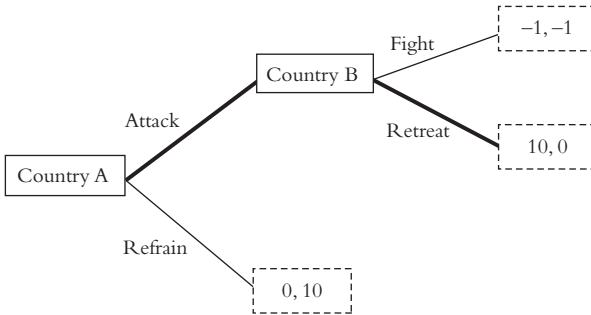 Fight
−1, −1
Country B
Attack
Retreat
10, 0
Country A
Refrain
0, 10